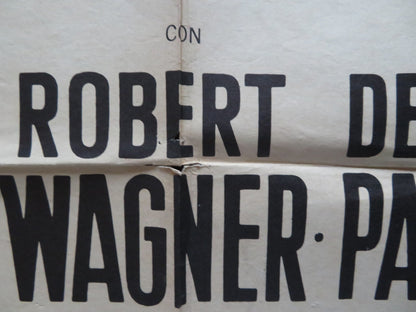 CON
ROBERT DE
WAGNER · PA